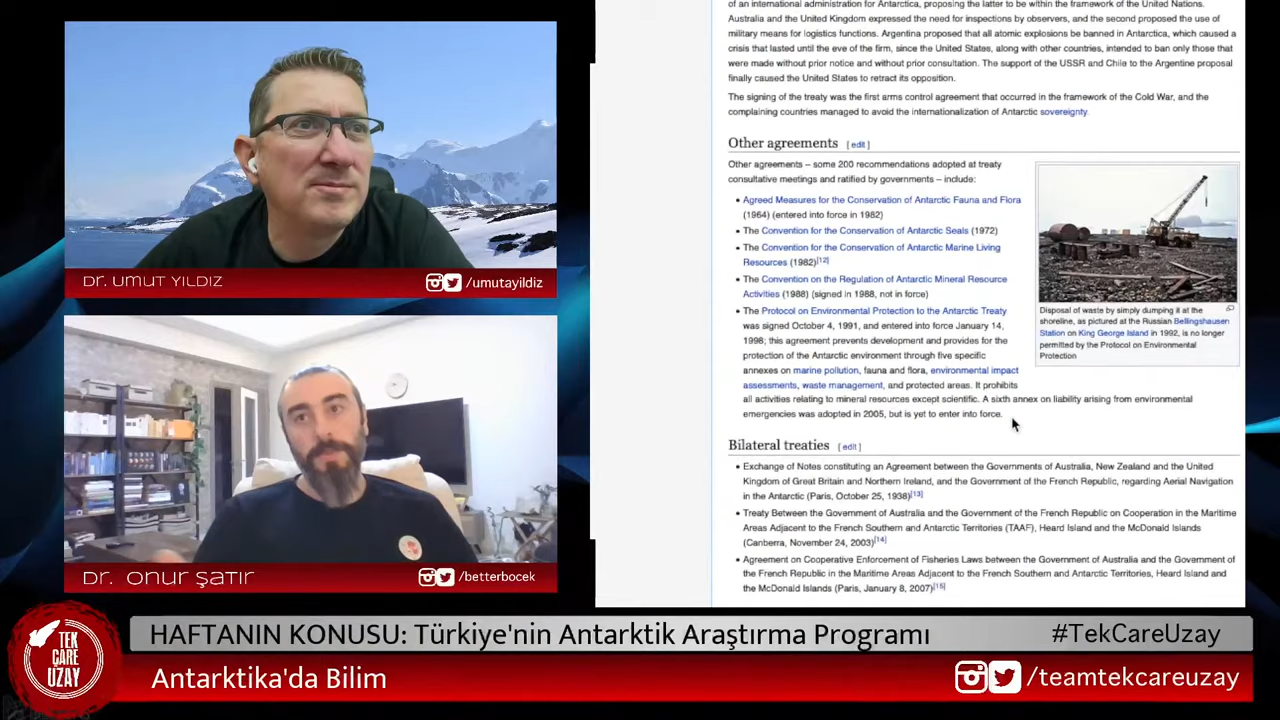 DR. UMUT YILDIZ
/umutayildiz
Dr. Onur Şatır
/betterbocek
of an international administration for Antarctica, proposing the latter to be within the framework of the United Nations.
Australia and the United Kingdom expressed the need for inspections by observers, and the second proposed the use of
military means for logistics functions. Argentina proposed that all atomic explosions be banned in Antarctica, which caused a
crisis that lasted until the eve of the firm, since the United States, along with other countries, intended to ban only those that
were made without prior notice and without prior consultation. The support of the USSR and Chile to the Argentine proposal
finally caused the United States to retract its opposition.
The signing of the treaty was the first arms control agreement that occurred in the framework of the Cold War, and the
complaining countries managed to avoid the internationalization of Antarctic sovereignty.
Other agreements [ edit ]
Other agreements – some 200 recommendations adopted at treaty
consultative meetings and ratified by governments – include:
• Agreed Measures for the Conservation of Antarctic Fauna and Flora
(1964) (entered into force in 1982)
• The Convention for the Conservation of Antarctic Seals (1972)
• The Convention for the Conservation of Antarctic Marine Living
Resources (1982)[12]
• The Convention on the Regulation of Antarctic Mineral Resource
Activities (1988) (signed in 1988, not in force)
• The Protocol on Environmental Protection to the Antarctic Treaty
was signed October 4, 1991, and entered into force January 14,
1998; this agreement prevents development and provides for the
protection of the Antarctic environment through five specific
annexes on marine pollution, fauna and flora, environmental impact
assessments, waste management, and protected areas. It prohibits
all activities relating to mineral resources except scientific. A sixth annex on liability arising from environmental
emergencies was adopted in 2005, but is yet to enter into force.
Disposal of waste by simply dumping it at the
shoreline, as pictured at the Russian Bellingshausen
Station on King George Island in 1992, is no longer
permitted by the Protocol on Environmental
Protection
Bilateral treaties [ edit ]
• Exchange of Notes constituting an Agreement between the Governments of Australia, New Zealand and the United
Kingdom of Great Britain and Northern Ireland, and the Government of the French Republic, regarding Aerial Navigation
in the Antarctic (Paris, October 25, 1938)[13]
• Treaty Between the Government of Australia and the Government of the French Republic on Cooperation in the Maritime
Areas Adjacent to the French Southern and Antarctic Territories (TAAF), Heard Island and the McDonald Islands
(Canberra, November 24, 2003)[14]
• Agreement on Cooperative Enforcement of Fisheries Laws between the Government of Australia and the Government of
the French Republic in the Maritime Areas Adjacent to the French Southern and Antarctic Territories, Heard Island and
the McDonald Islands (Paris, January 8, 2007)[15]
HAFTANIN KONUSU: Türkiye'nin Antarktik Araştırma Programı
#TekCareUzay
TEK
ÇARE
UZAY
Antarktika'da Bilim
/teamtekcareuzay